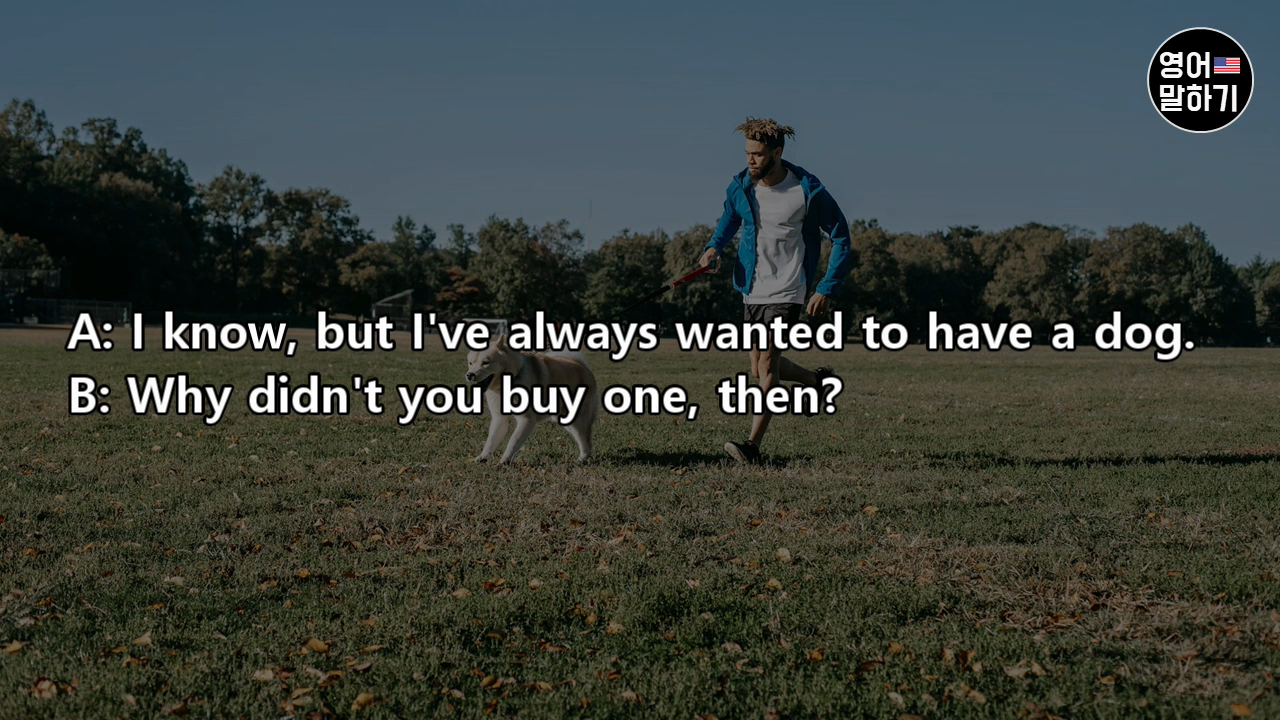 영어
말하기
A: I know, but I've always wanted to have a dog.
B: Why didn't you buy one, then?